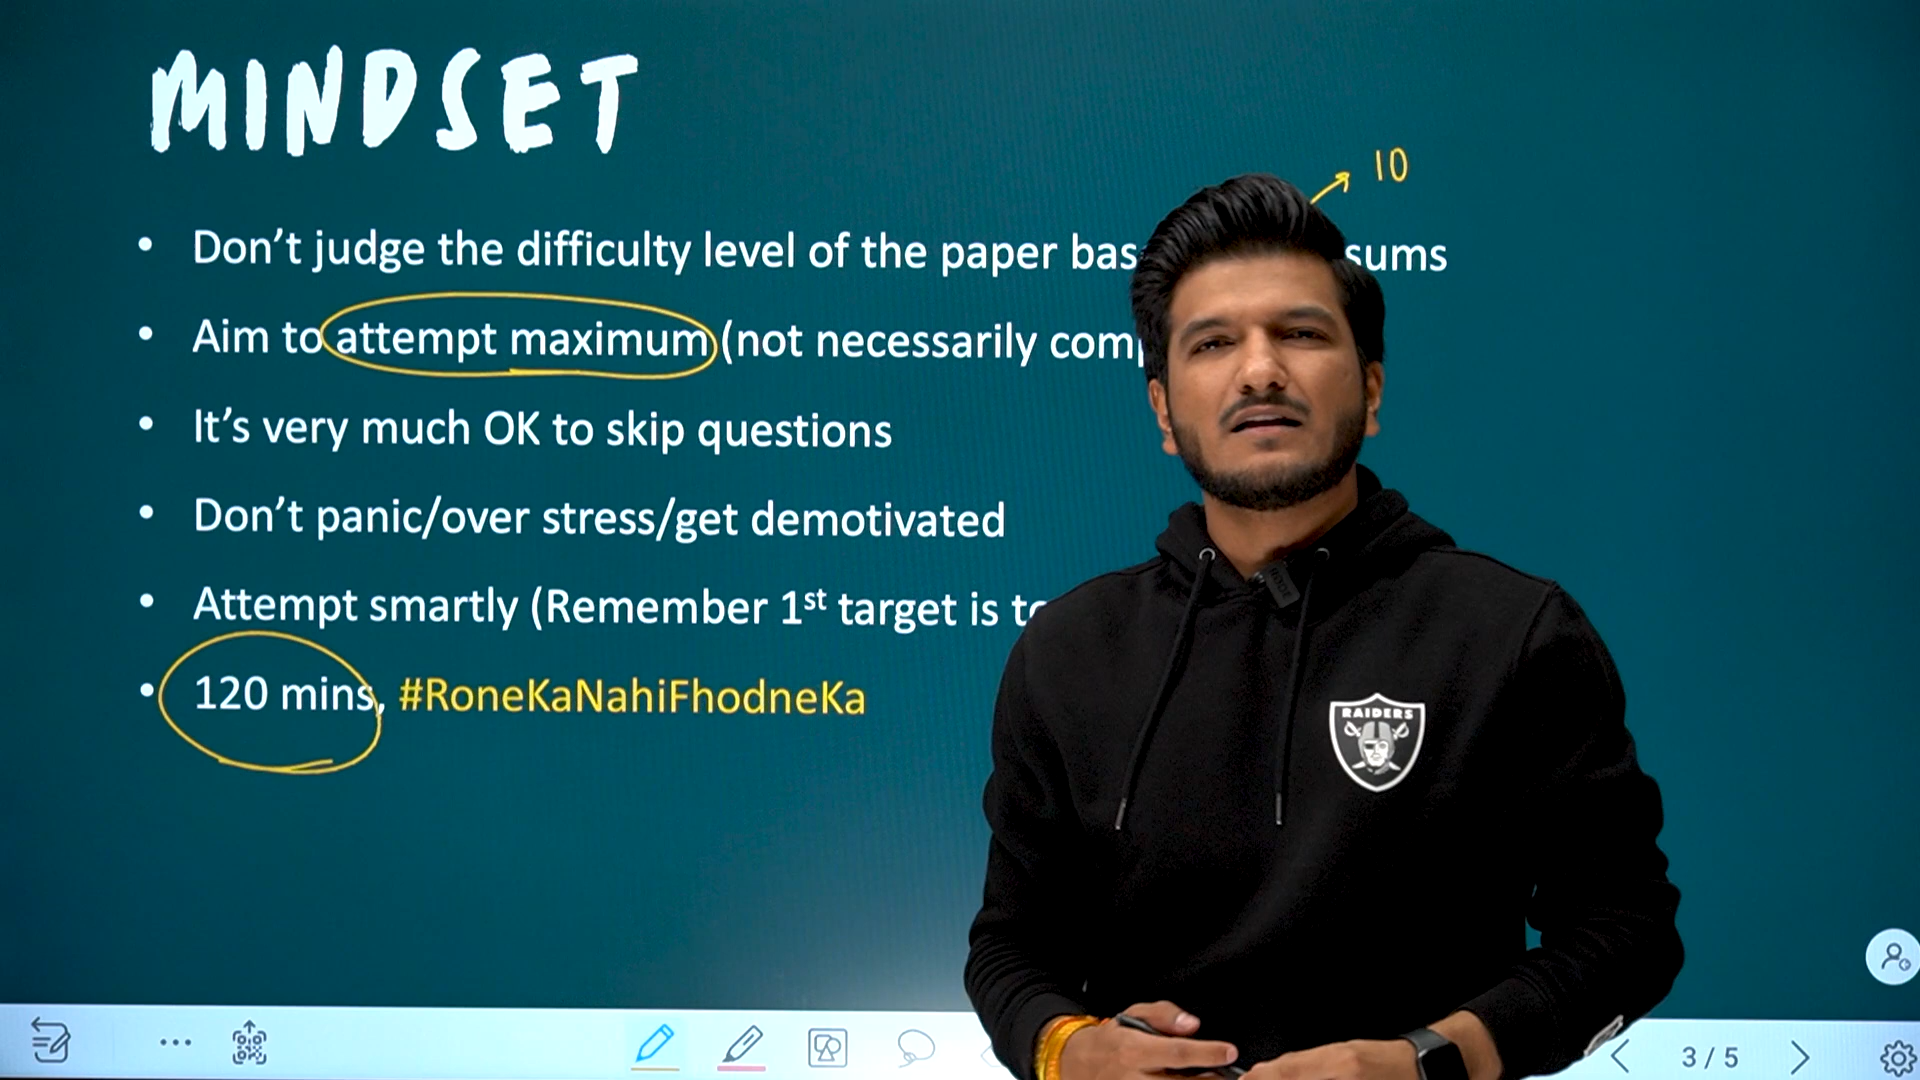 MINDSET
10
• Don't judge the difficulty level of the paper sums
• Aim to attempt maximum (not necessarily
• It's very much OK to skip questions
• Don't panic/over stress/get demotivated
• Attempt smartly (Remember 1st target is
• 120 mins, #RoneKaNahiFhodneKa
RAIDERS
3 / 5